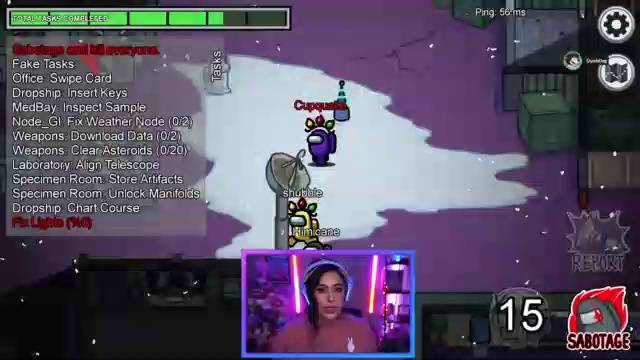 TOTAL TASKS COMPLETED
Ping: 56 ms
Sabotage and kill everyone.
Fake Tasks
Office: Swipe Card
Dropship: Insert Keys
MedBay: Inspect Sample
Node_GI: Fix Weather Node (0/2)
Weapons: Download Data (0/2)
Weapons: Clear Asteroids (0/20)
Laboratory: Align Telescope
Specimen Room: Store Artifacts
Specimen Room: Unlock Manifolds
Dropship: Chart Course
Fix Lights (%0)
Tasks
shubble
Himicane
REPORT
15
SABOTAGE